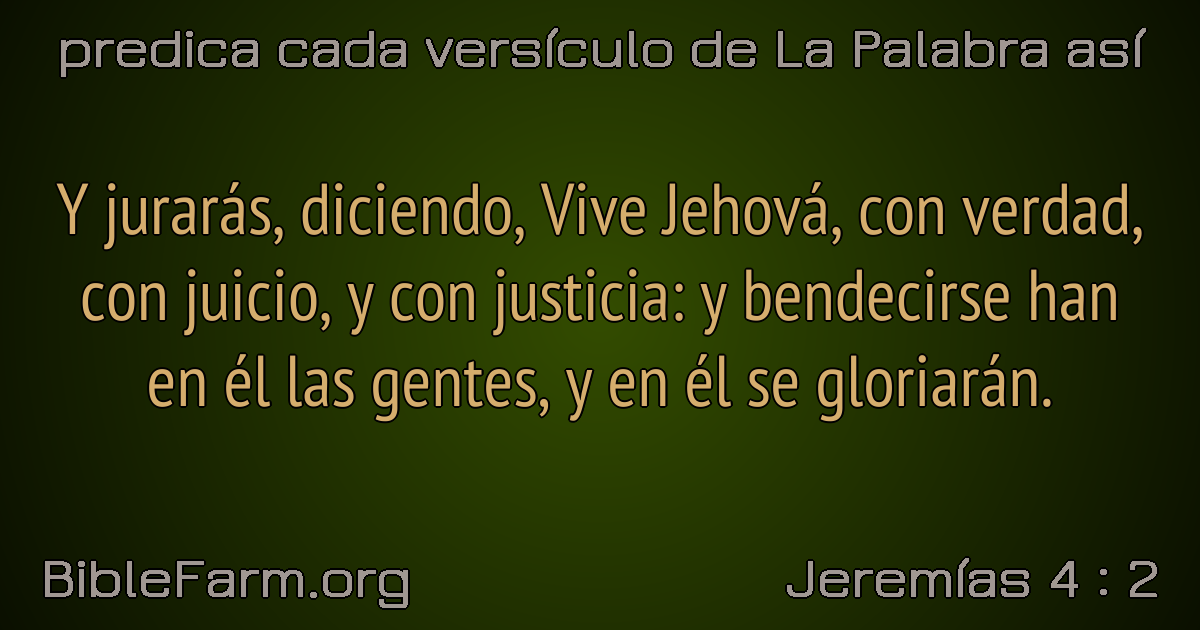 predica cada versículo de La Palabra así
Y jurarás, diciendo, Vive Jehová, con verdad,
con juicio, y con justicia: y bendecirse han
en él las gentes, y en él se gloriarán.
BibleFarm.org
Jeremías 4 : 2